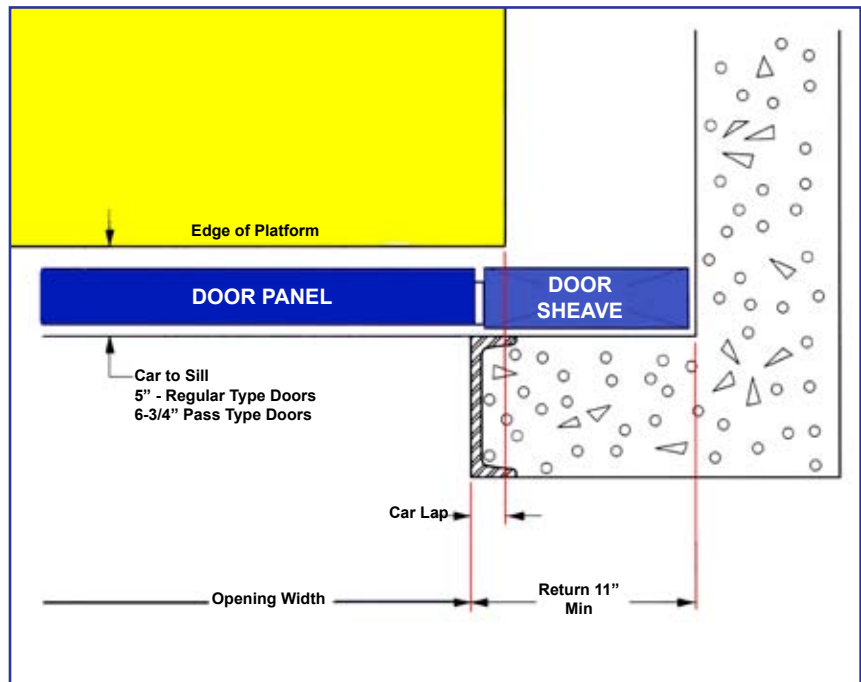 Edge of Platform
DOOR PANEL
DOOR
SHEAVE
Car to Sill
5” - Regular Type Doors
6-3/4” Pass Type Doors
Car Lap
Opening Width
Return 11”
Min